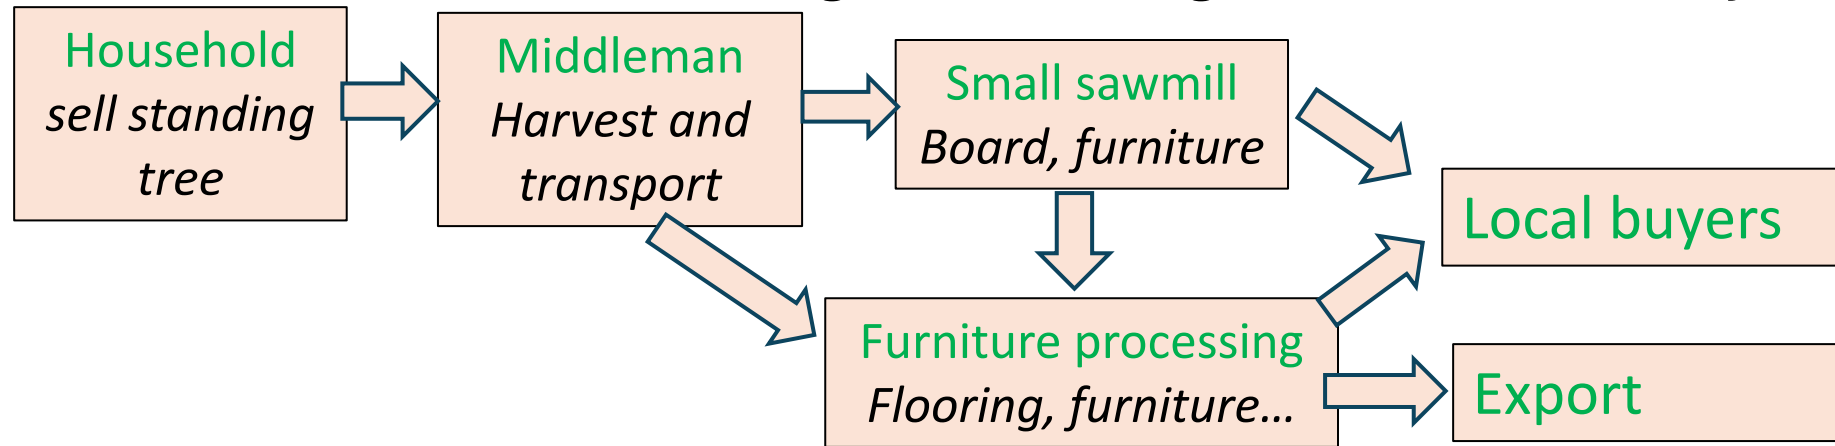 Household
sell standing
tree
Middleman
Harvest and
transport
Small sawmill
Board, furniture
Local buyers
Furniture processing
Flooring, furniture...
Export